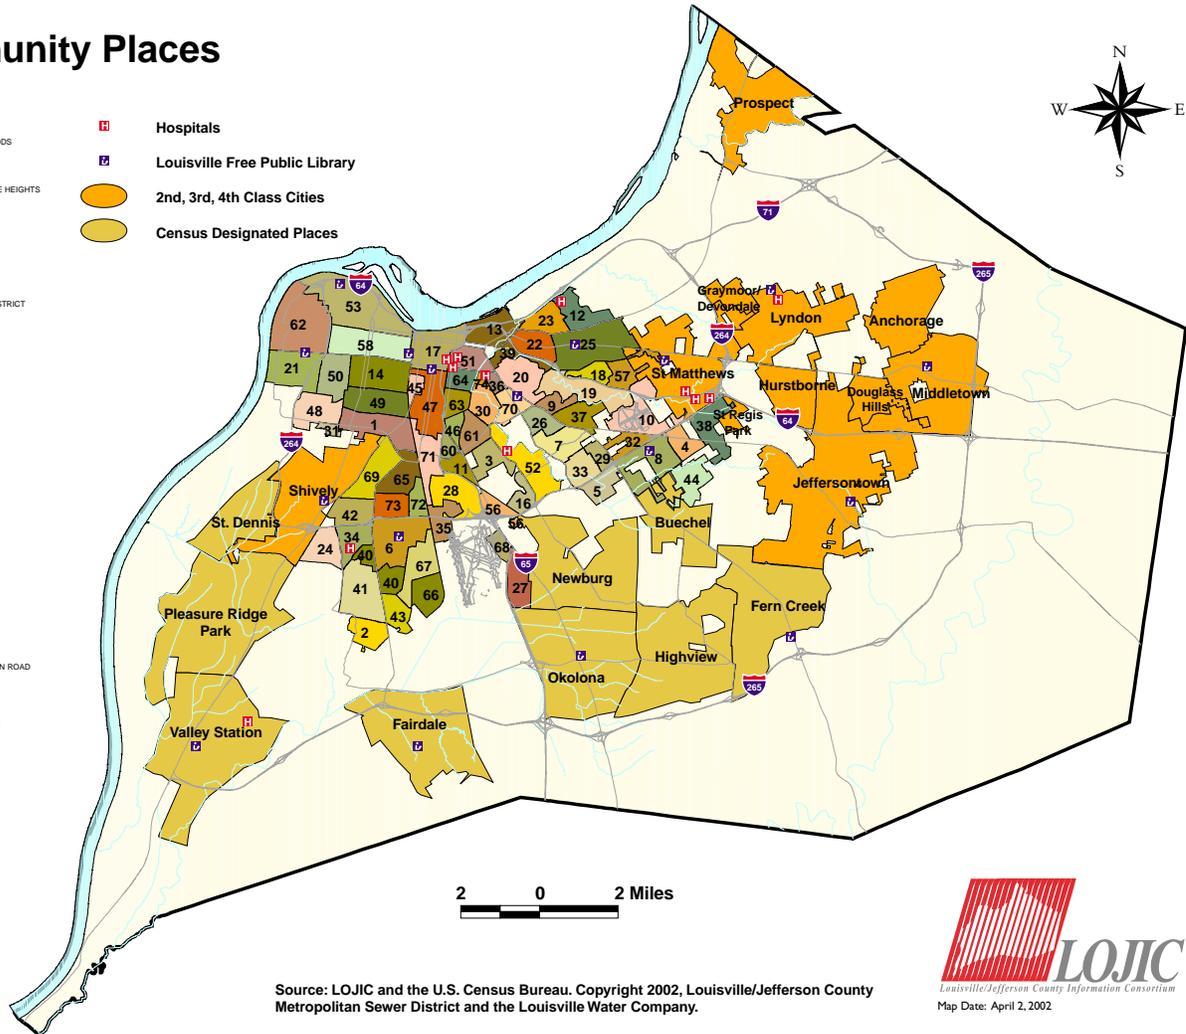 unity Places
N
W
E
S
Hospitals
ODS
Louisville Free Public Library
E HEIGHTS
2nd, 3rd, 4th Class Cities
Census Designated Places
STRICT
N ROAD
Prospect
71
265
64
Graymoor/
Devondale
Lyndon
Anchorage
264
53
62
58
17
13
23
12
22
25
39
51
21
50
14
45
47
64
74
36
20
18
57
19
St Matthews
Hurstborne
Douglass
Hills
Middletown
48
49
63
30
70
9
37
26
10
38
St Regis
Park
64
31
1
46
61
7
32
4
264
71
60
11
3
52
33
29
8
44
5
69
65
28
Shively
73
72
56
16
Jeffersontown
St. Dennis
42
35
56
Buechel
24
34
40
6
68
65
67
41
40
66
27
Newburg
43
2
Fern Creek
Pleasure Ridge
Park
Highview
Okolona
265
Valley Station
Fairdale
2 0 2 Miles
LOJIC
Louisville/Jefferson County Information Consortium
Source: LOJIC and the U.S. Census Bureau. Copyright 2002, Louisville/Jefferson County
Metropolitan Sewer District and the Louisville Water Company.
Map Date: April 2, 2002